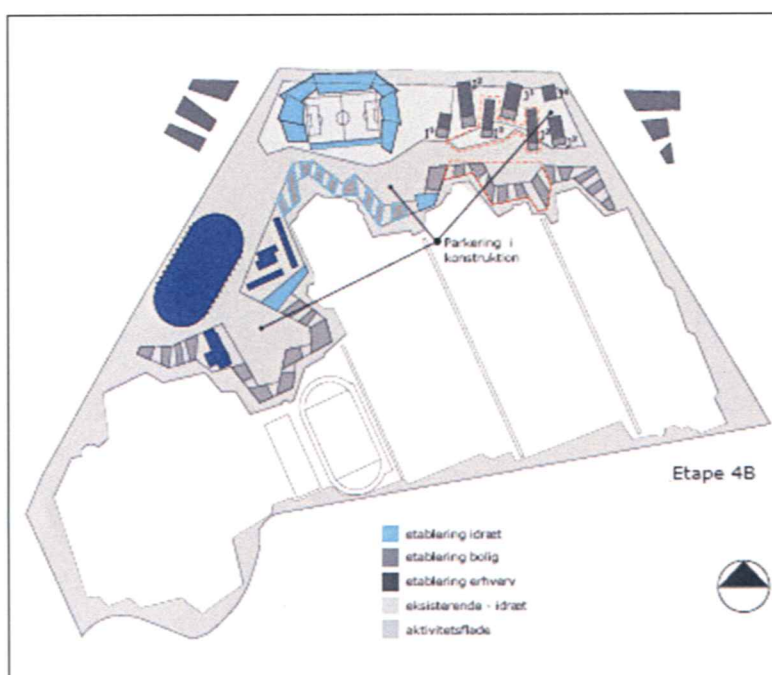 Parkering i
konstruktion
Etape 4B
etablering idræt
etablering bolig
etablering erhverv
eksisterende - idræt
aktivitetsflade